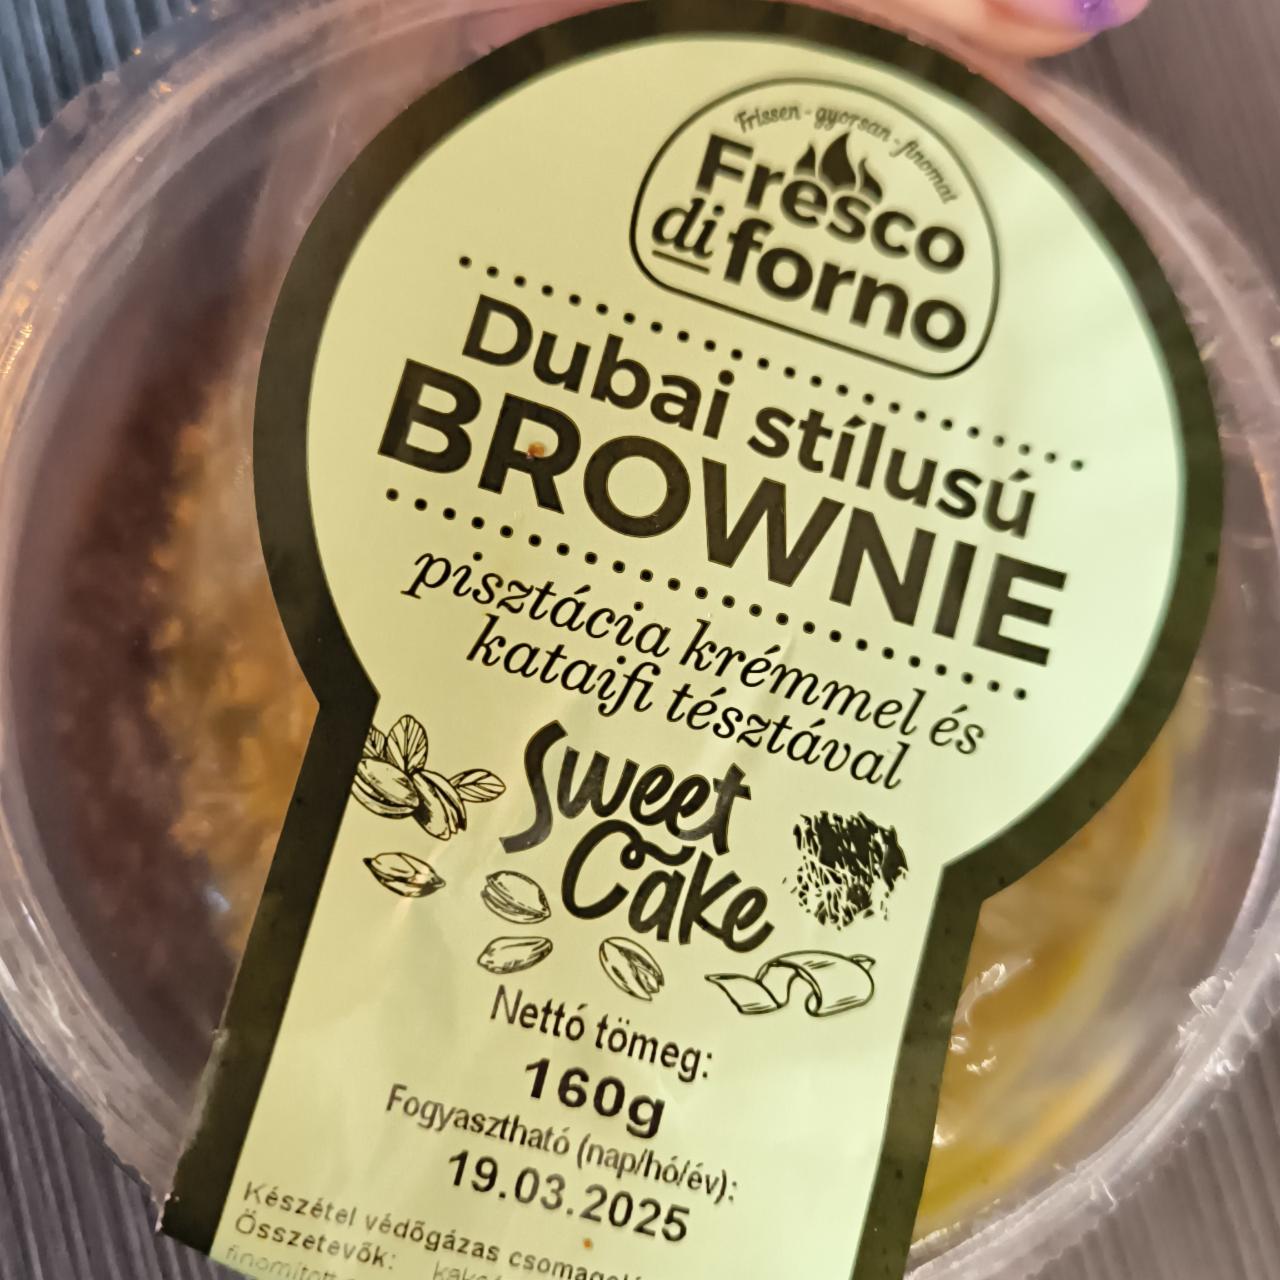 Frissen - gyorsan - finomat
Fresco
di forno
Dubai stílusú
BROWNIE
pisztácia krémmel és
kataifi tésztával
Sweet
Cake
Nettó tömeg:
160g
Fogyasztható (nap/hó/év):
19.03.2025
Készétel védőgázas
Összetevők: